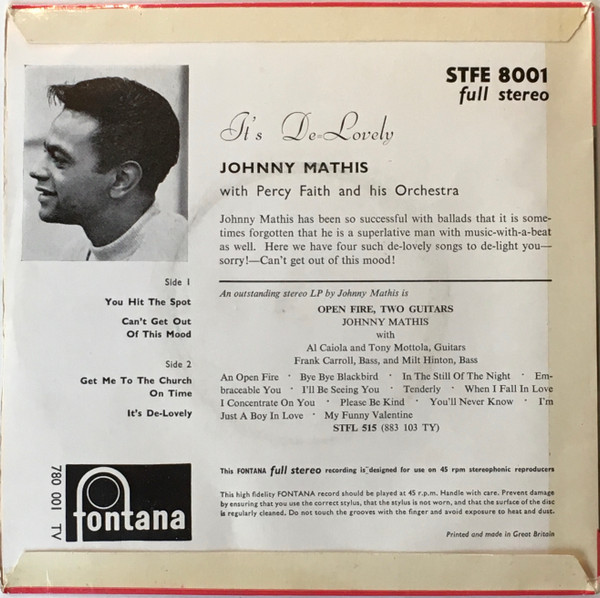 STFE 8001
full stereo
It's De-Lovely
JOHNNY MATHIS
with Percy Faith and his Orchestra
Johnny Mathis has been so successful with ballads that it is some-
times forgotten that he is a superlative man with music-with-a-beat
as well. Here we have four such de-lovely songs to de-light you—
sorry!—Can't get out of this mood!
Side 1
You Hit The Spot
Can't Get Out
Of This Mood
Side 2
Get Me To The Church
On Time
It's De-Lovely
An outstanding stereo LP by Johnny Mathis is
OPEN FIRE, TWO GUITARS
JOHNNY MATHIS
with
Al Caiola and Tony Mottola, Guitars
Frank Carroll, Bass, and Milt Hinton, Bass
An Open Fire · Bye Bye Blackbird · In The Still Of The Night · Em-
braceable You · I'll Be Seeing You · Tenderly · When I Fall In Love
I Concentrate On You · Please Be Kind · You'll Never Know · I'm
Just A Boy In Love · My Funny Valentine
STFL 515 (883 103 TY)
780 001 TV
fontana
This FONTANA full stereo recording is designed for use on 45 rpm stereophonic reproducers
This high fidelity FONTANA record should be played at 45 r.p.m. Handle with care. Prevent damage
by ensuring that you use the correct stylus, that the stylus is not worn, and that the surface of the disc
is regularly cleaned. Do not touch the grooves with the finger and avoid exposure to heat and dust.
Printed and made in Great Britain